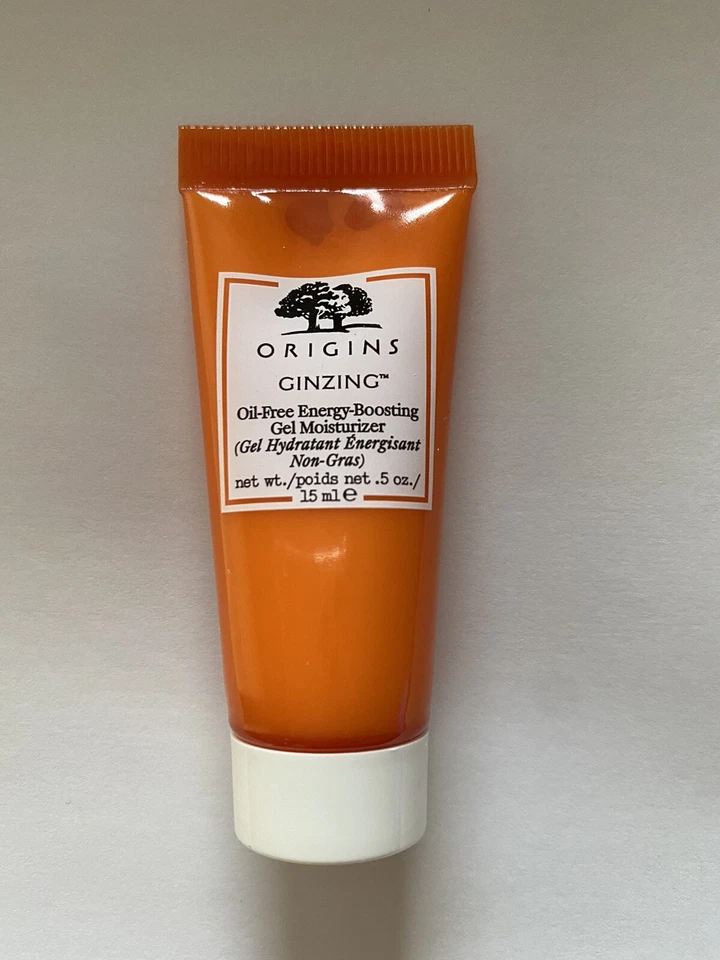 ORIGINS
GINZING™
Oil-Free Energy-Boosting
Gel Moisturizer
(Gel Hydratant Énergisant
Non-Gras)
net wt./poids net .5 oz./
15 ml℮